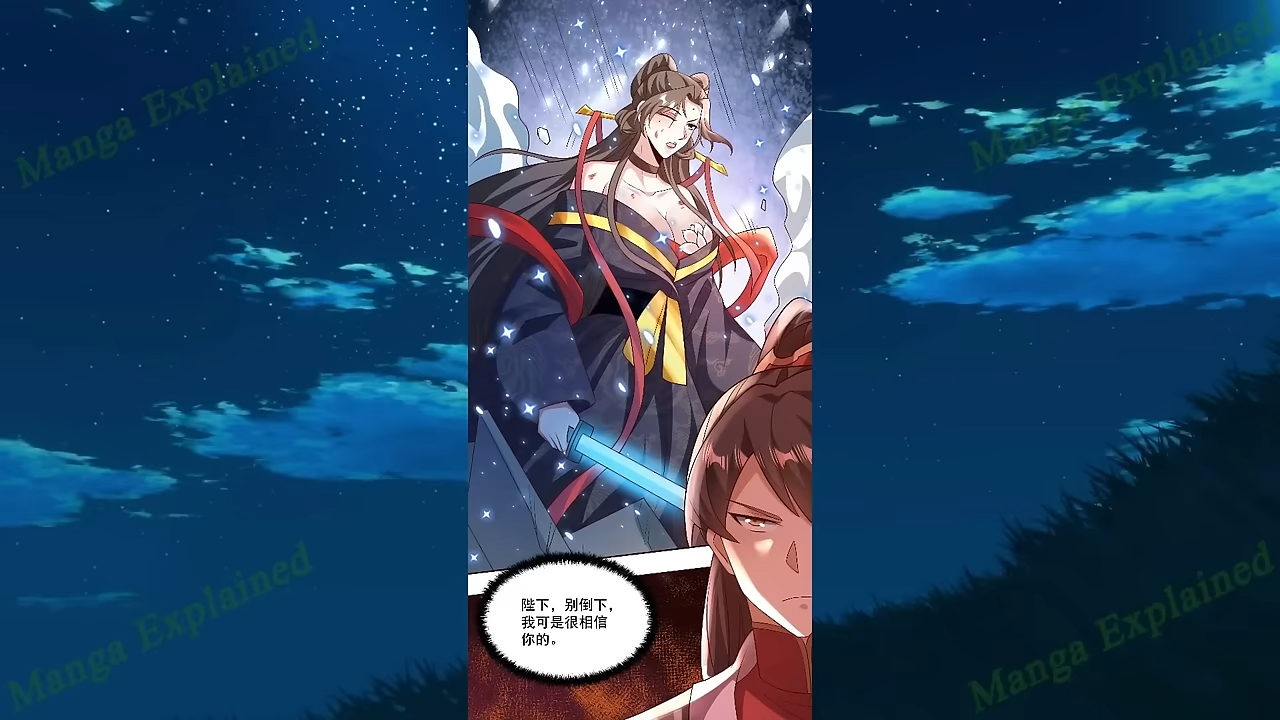 Manga Explained
Manga Explained
陛下，别倒下，
我可是很相信
你的。
Manga Explained
Manga Explained